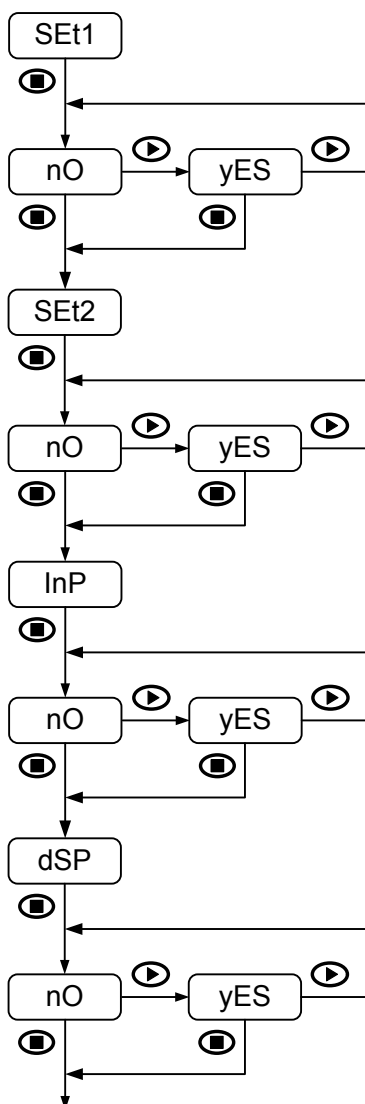 SEt1
nO yES
SEt2
nO yES
InP
nO yES
dSP
nO yES